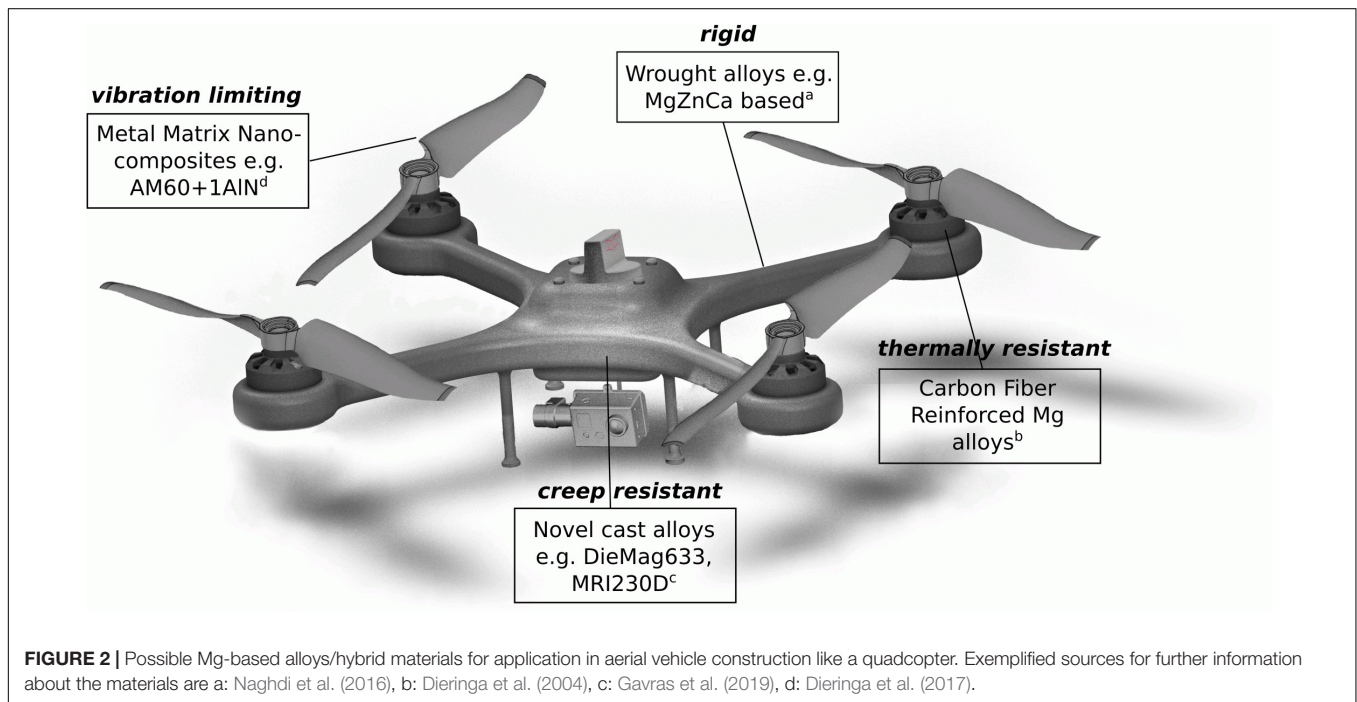 rigid
Wrought alloys e.g.
MgZnCa based^a
vibration limiting
Metal Matrix Nano-
composites e.g.
AM60+1AlN^d
thermally resistant
Carbon Fiber
Reinforced Mg
alloys^b
creep resistant
Novel cast alloys
e.g. DieMag633,
MRI230D^c
FIGURE 2 | Possible Mg-based alloys/hybrid materials for application in aerial vehicle construction like a quadcopter. Exemplified sources for further information
about the materials are a: Naghdi et al. (2016), b: Dieringa et al. (2004), c: Gavras et al. (2019), d: Dieringa et al. (2017).